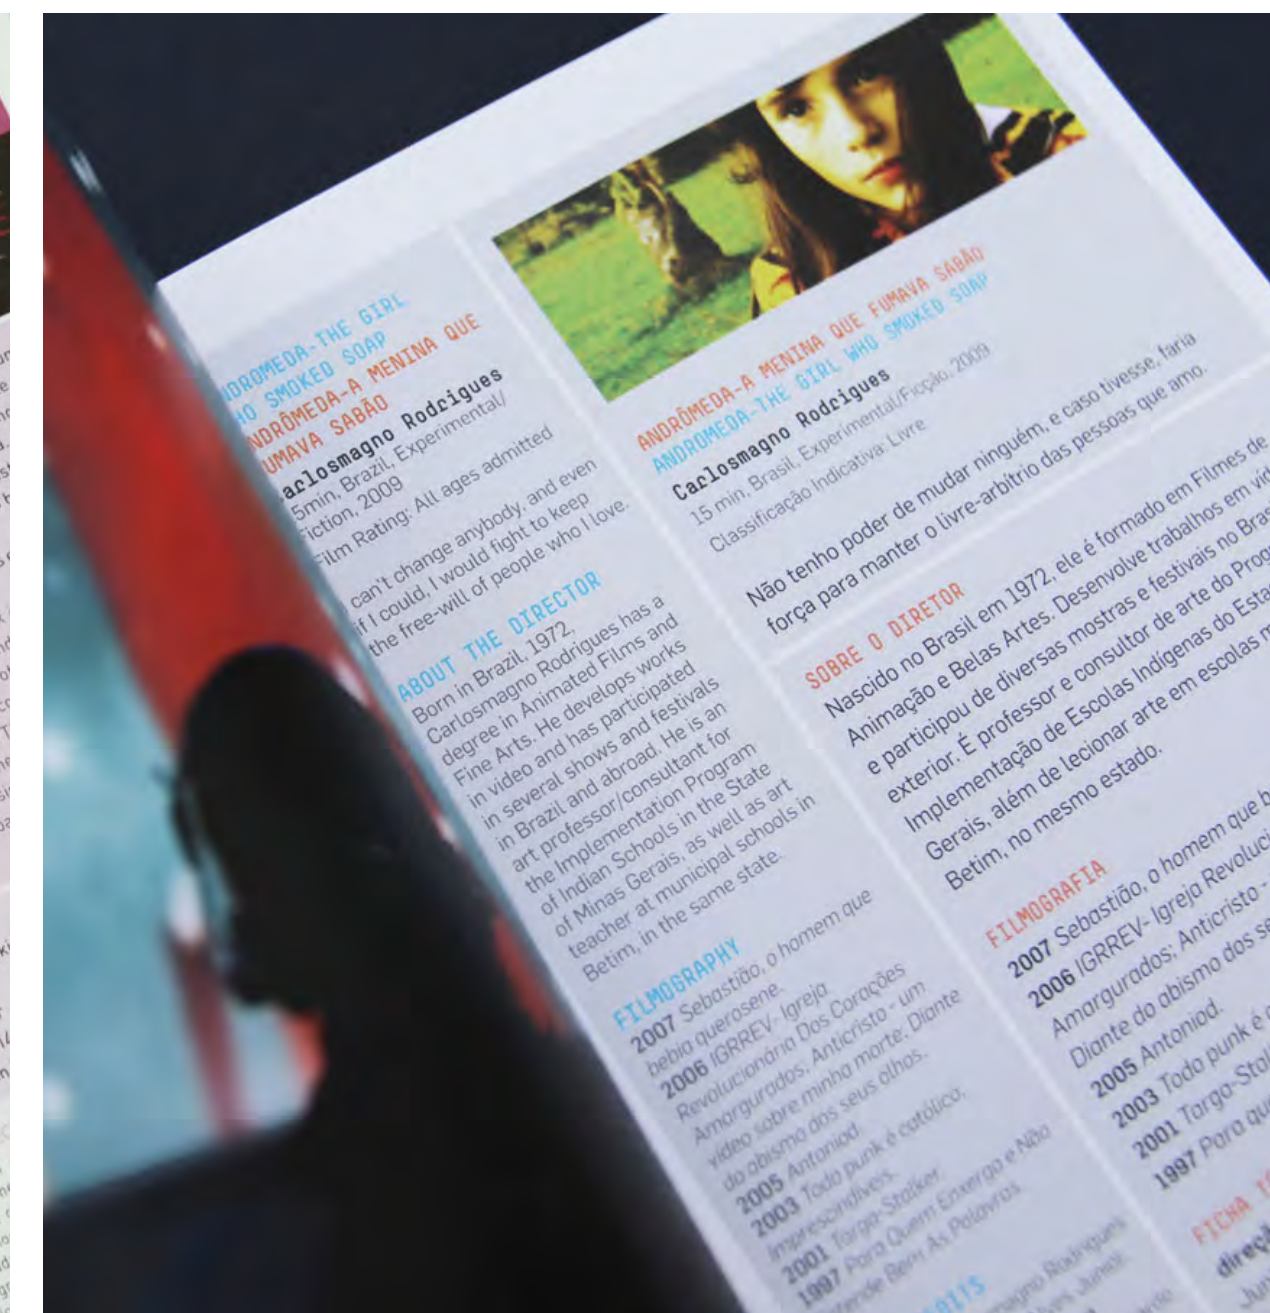 ANDROMEDA-THE GIRL
WHO SMOKED SOAP
ANDRÔMEDA-A MENINA QUE
FUMAVA SABÃO
Carlosmagno Rodrigues
5min, Brazil, Experimental/
Fiction, 2009
Film Rating: All ages admitted
can't change anybody, and even
if I could, I would fight to keep
the free-will of people who I love.
ABOUT THE DIRECTOR
Born in Brazil, 1972,
Carlosmagno Rodrigues has a
degree in Animated Films and
Fine Arts. He develops works
in video and has participated
in several shows and festivals
in Brazil and abroad. He is an
art professor/consultant for
the Implementation Program
of Indian Schools in the State
of Minas Gerais, as well as art
teacher at municipal schools in
Betim, in the same state.
FILMOGRAPHY
2007 Sebastião, o homem que
bebia querosene.
2006 IGRREV- Igreja
Revolucionária Dos Corações
Amargurados; Anticristo - um
vídeo sobre minha morte; Diante
do abismo dos seus olhos.
2005 Antoniod.
2003 Todo punk é católico,
Imprescindíveis.
2001 Targa-Stalker.
1997 Para Quem Enxerga e Não
Entende Bem As Palavras
ANDRÔMEDA-A MENINA QUE FUMAVA SABÃO
ANDROMEDA-THE GIRL WHO SMOKED SOAP
Carlosmagno Rodrigues
15 min, Brasil, Experimental/Ficção, 2009
Classificação Indicativa: Livre
Não tenho poder de mudar ninguém, e caso tivesse, faria
força para manter o livre-arbítrio das pessoas que amo.
SOBRE O DIRETOR
Nascido no Brasil em 1972, ele é formado em Filmes de
Animação e Belas Artes. Desenvolve trabalhos em
e participou de diversas mostras e festivais no
exterior. É professor e consultor de arte do
Implementação de Escolas Indígenas do
Gerais, além de lecionar arte em escolas
Betim, no mesmo estado.
FILMOGRAFIA
2007 Sebastião, o homem que
2006 IGRREV- Igreja
Amargurados; Anticristo -
Diante do abismo dos
2005 Antoniod.
2003 Todo punk é
2001
1997 Para
FICHA